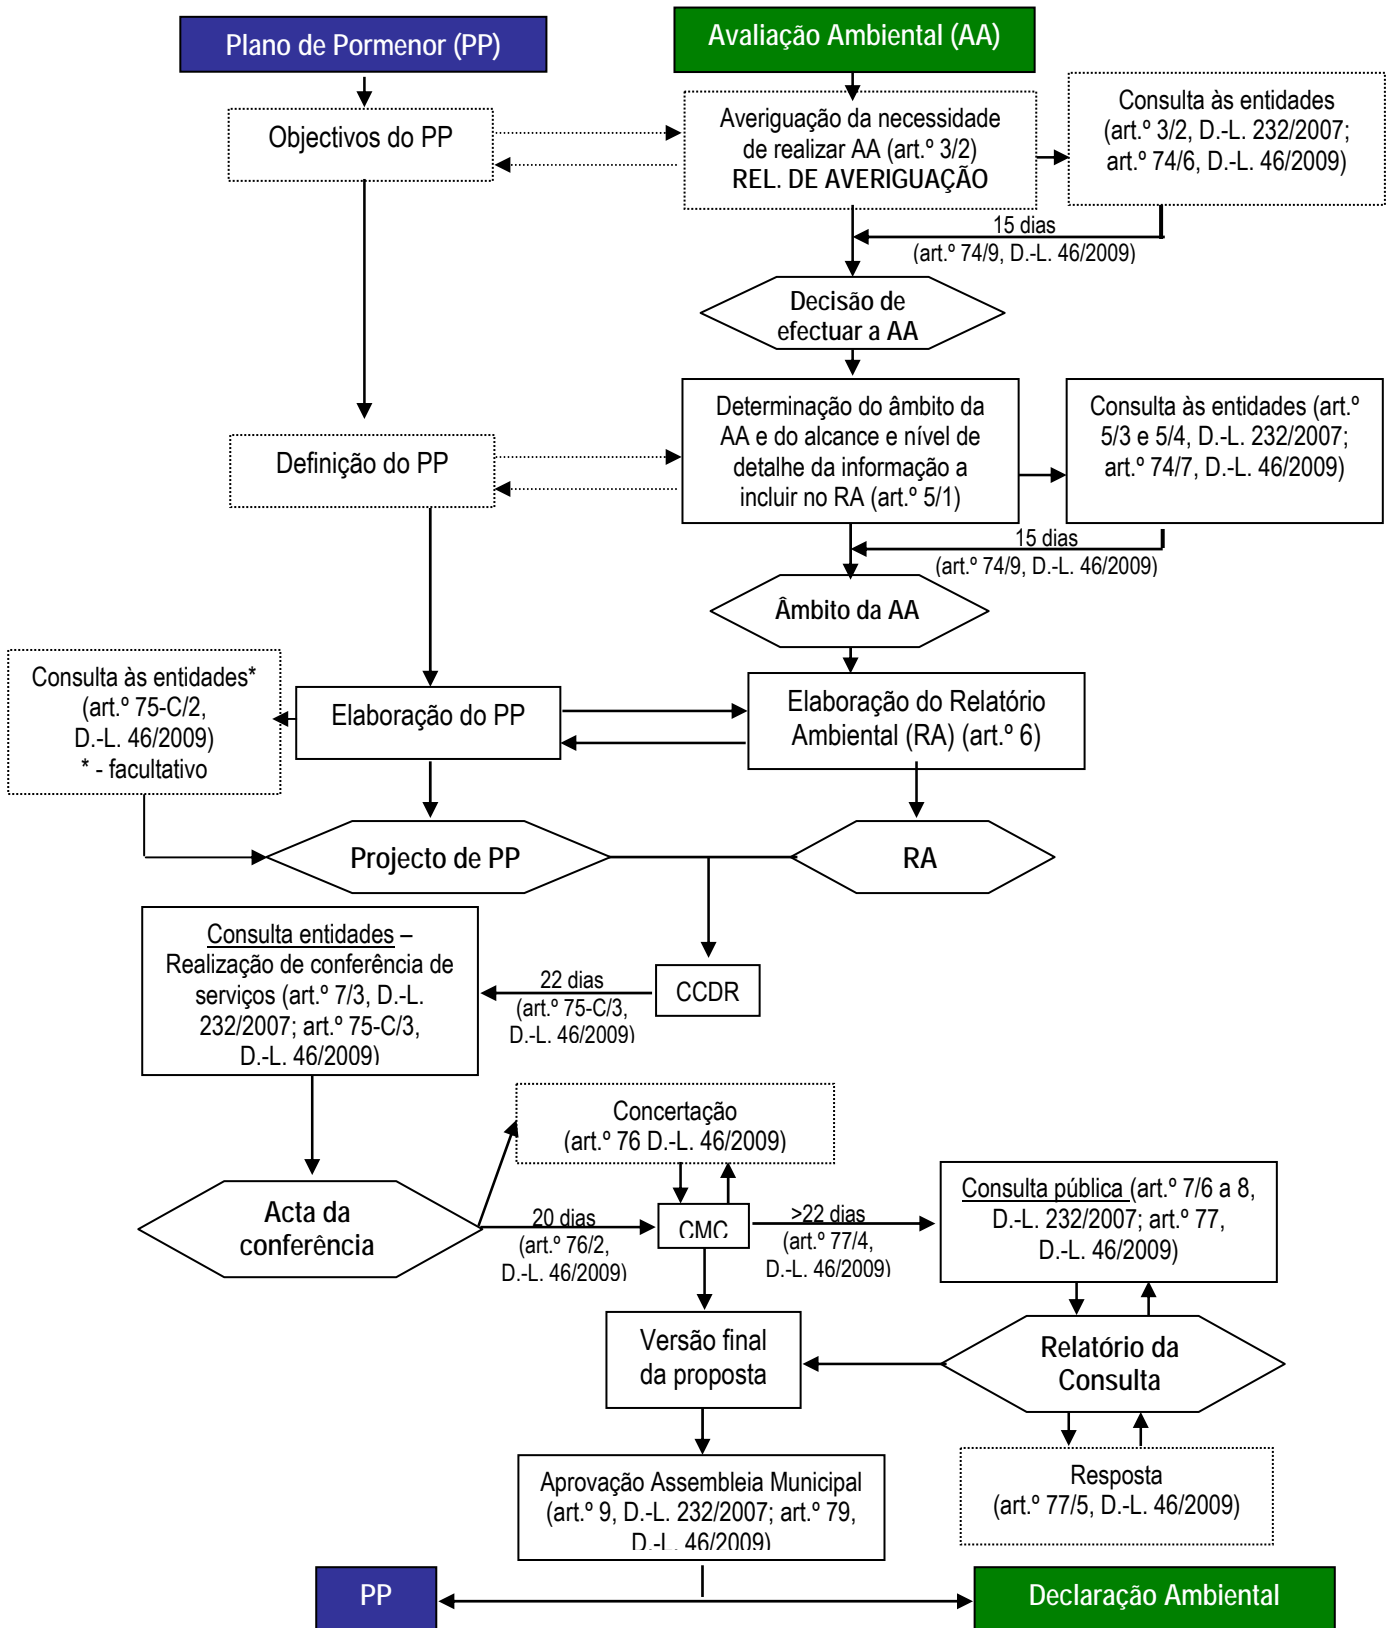 Plano de Pormenor (PP)
Avaliação Ambiental (AA)
Objectivos do PP
Averiguação da necessidade
de realizar AA (art.º 3/2)
REL. DE AVERIGUAÇÃO
Consulta às entidades
(art.º 3/2, D.-L. 232/2007;
art.º 74/6, D.-L. 46/2009)
15 dias
(art.º 74/9, D.-L. 46/2009)
Decisão de
efectuar a AA
Definição do PP
Determinação do âmbito da
AA e do alcance e nível de
detalhe da informação a
incluir no RA (art.º 5/1)
Consulta às entidades (art.º
5/3 e 5/4, D.-L. 232/2007;
art.º 74/7, D.-L. 46/2009)
15 dias
(art.º 74/9, D.-L. 46/2009)
Âmbito da AA
Consulta às entidades*
(art.º 75-C/2,
D.-L. 46/2009)
* - facultativo
Elaboração do PP
Elaboração do Relatório
Ambiental (RA) (art.º 6)
Projecto de PP
RA
Consulta entidades –
Realização de conferência de
serviços (art.º 7/3, D.-L.
232/2007; art.º 75-C/3,
D.-L. 46/2009)
22 dias
(art.º 75-C/3,
D.-L. 46/2009)
CCDR
Concertação
(art.º 76 D.-L. 46/2009)
Acta da
conferência
20 dias
(art.º 76/2,
D.-L. 46/2009)
CMC
>22 dias
(art.º 77/4,
D.-L. 46/2009)
Consulta pública (art.º 7/6 a 8,
D.-L. 232/2007; art.º 77,
D.-L. 46/2009)
Versão final
da proposta
Relatório da
Consulta
Aprovação Assembleia Municipal
(art.º 9, D.-L. 232/2007; art.º 79,
D.-L. 46/2009)
Resposta
(art.º 77/5, D.-L. 46/2009)
PP
Declaração Ambiental